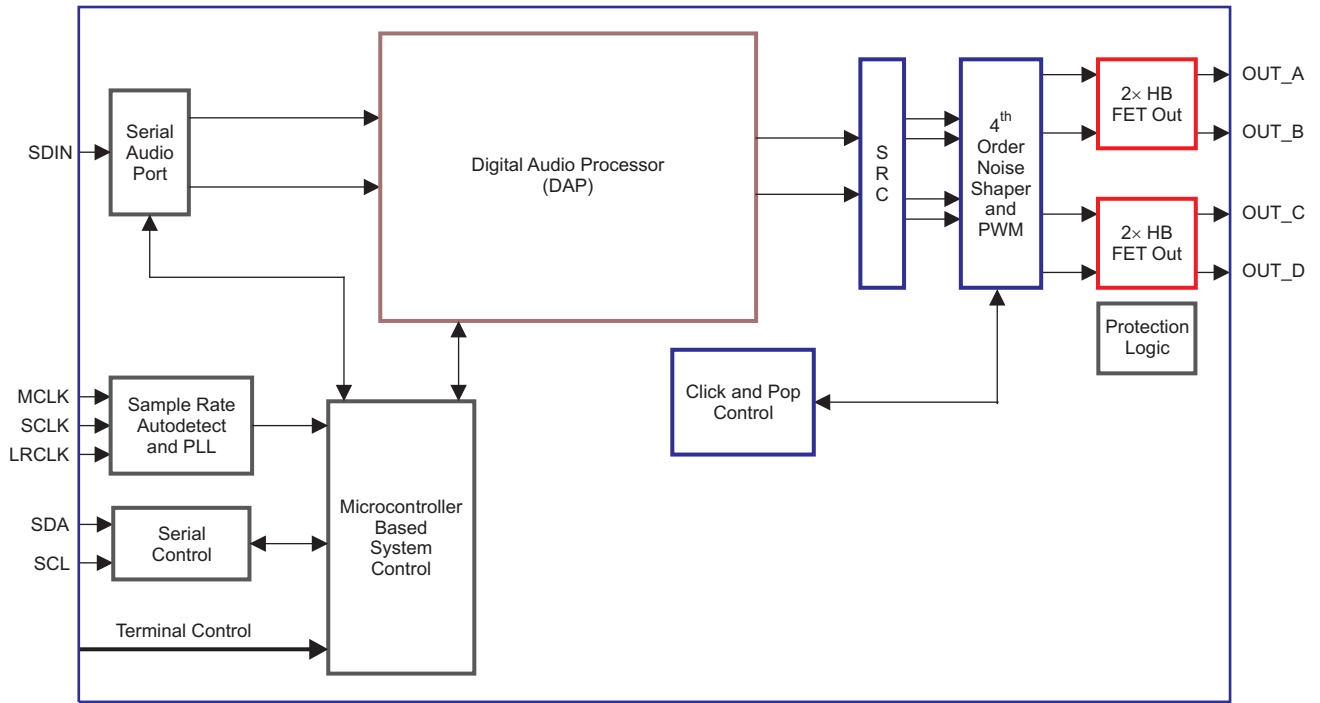 SDIN
Serial
Audio
Port
Digital Audio Processor
(DAP)
S
R
C
4th
Order
Noise
Shaper
and
PWM
2× HB
FET Out
OUT_A
OUT_B
2× HB
FET Out
OUT_C
OUT_D
Protection
Logic
Click and Pop
Control
MCLK
SCLK
LRCLK
Sample Rate
Autodetect
and PLL
SDA
SCL
Serial
Control
Microcontroller
Based
System
Control
Terminal Control